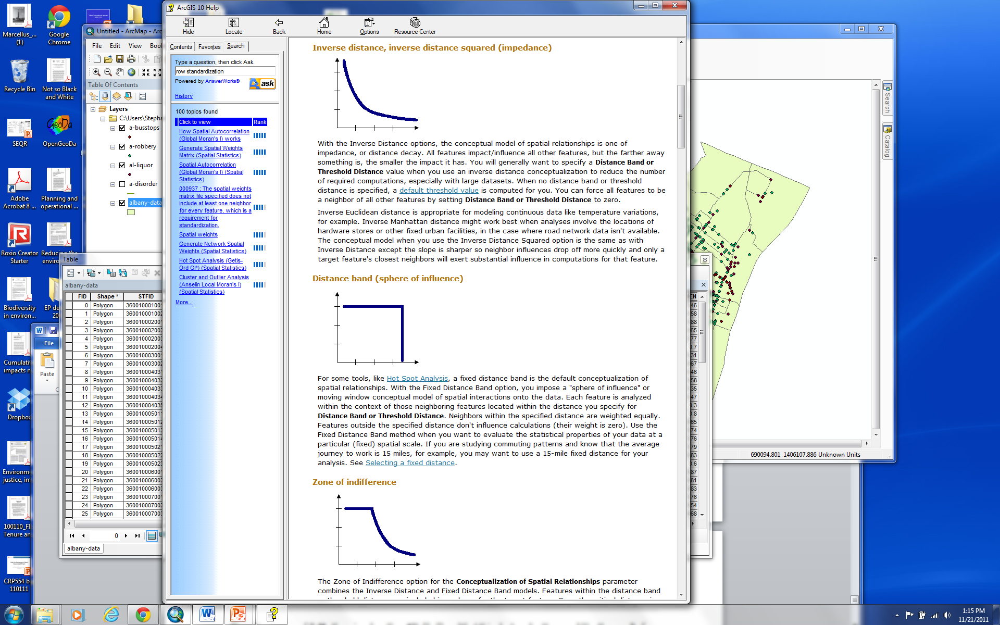 Marcellus_...
(1)
Google
Chrome
Recycle Bin
Not so Black
and White
SEQR
OpenGeoDa
Adobe
Acrobat 8 ...
Planning and
operational ...
Roxio Creator
Starter
Reducing the
environ...
Biodiversity
in environ...
EP de
20
Cumulativ
impacts n
Dropbox
Environme
justice, im
100110_FI
Tenure an
CRP554 b
110111
Untitled - ArcMap - Arc
File Edit View Book
Table Of Contents
Layers
C:\Users\Stepha
a-busstops
a-robbery
al-liquor
a-disorder
albany-data
Table
albany-data
FID Shape * STFID
0 Polygon 360010001001
1 Polygon 360010001002
2 Polygon 360010002001
3 Polygon 360010002002
4 Polygon 360010002003
5 Polygon 360010002004
6 Polygon 360010003001
7 Polygon 360010003002
8 Polygon 360010004031
9 Polygon 360010004032
10 Polygon 360010004033
11 Polygon 360010004034
12 Polygon 360010004035
13 Polygon 360010005011
14 Polygon 360010005012
15 Polygon 360010005013
16 Polygon 360010005014
17 Polygon 360010005021
18 Polygon 360010005022
19 Polygon 360010005023
20 Polygon 360010006001
21 Polygon 360010006002
22 Polygon 360010006003
23 Polygon 360010007001
24 Polygon 360010007002
25 Polygon 360010007003
0
albany-data
File
Paste
ArcGIS 10 Help
Hide Locate Back Home Options Resource Center
Contents Favorites Search
Type a question, then click Ask.
row standardization
Powered by AnswerWorks®
ask
History
100 topics found
Click to view Rank
How Spatial Autocorrelation
(Global Moran's I) works
Generate Spatial Weights
Matrix (Spatial Statistics)
Spatial Autocorrelation
(Global Moran's I) (Spatial
Statistics)
000937 : The spatial weights
matrix file specified does not
include at least one neighbor
for every feature, which is a
requirement for
standardization.
Spatial weights
Generate Network Spatial
Weights (Spatial Statistics)
Hot Spot Analysis (Getis-
Ord Gi*) (Spatial Statistics)
Cluster and Outlier Analysis
(Anselin Local Moran's I)
(Spatial Statistics)
More...
Inverse distance, inverse distance squared (impedance)
With the Inverse Distance options, the conceptual model of spatial relationships is one of
impedance, or distance decay. All features impact/influence all other features, but the farther away
something is, the smaller the impact it has. You will generally want to specify a Distance Band or
Threshold Distance value when you use an inverse distance conceptualization to reduce the number
of required computations, especially with large datasets. When no distance band or threshold
distance is specified, a default threshold value is computed for you. You can force all features to be
a neighbor of all other features by setting Distance Band or Threshold Distance to zero.
Inverse Euclidean distance is appropriate for modeling continuous data like temperature variations,
for example. Inverse Manhattan distance might work best when analyses involve the locations of
hardware stores or other fixed urban facilities, in the case where road network data isn't available.
The conceptual model when you use the Inverse Distance Squared option is the same as with
Inverse Distance except the slope is sharper so neighbor influences drop off more quickly and only a
target feature's closest neighbors will exert substantial influence in computations for that feature.
Distance band (sphere of influence)
For some tools, like Hot Spot Analysis, a fixed distance band is the default conceptualization of
spatial relationships. With the Fixed Distance Band option, you impose a "sphere of influence" or
moving window conceptual model of spatial interactions onto the data. Each feature is analyzed
within the context of those neighboring features located within the distance you specify for
Distance Band or Threshold Distance. Neighbors within the specified distance are weighted equally.
Features outside the specified distance don't influence calculations (their weight is zero). Use the
Fixed Distance Band method when you want to evaluate the statistical properties of your data at a
particular (fixed) spatial scale. If you are studying commuting patterns and know that the average
journey to work is 15 miles, for example, you may want to use a 15-mile fixed distance for your
analysis. See Selecting a fixed distance.
Zone of indifference
The Zone of Indifference option for the Conceptualization of Spatial Relationships parameter
combines the Inverse Distance and Fixed Distance Band models. Features within the distance band
Search
Catalog
EN
46
58
88
65
77
0.7
31
67
46
58
35
47
0.3
0.8
65
74
76
79
83
0.6
87
81
83
76
54
68
690094.801 1406107.886 Unknown Units
1:15 PM
11/21/2011